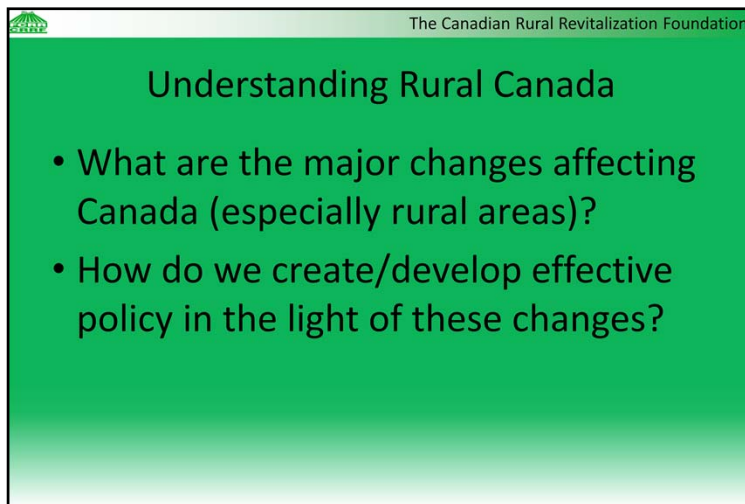 The Canadian Rural Revitalization Foundation
Understanding Rural Canada
• What are the major changes affecting
Canada (especially rural areas)?
• How do we create/develop effective
policy in the light of these changes?